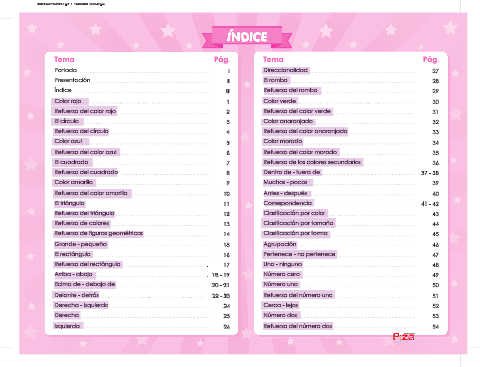 ÍNDICE
Tema Pág.
Portada I
Presentación II
Índice III
Color rojo 1
Refuerzo del color rojo 2
El círculo 3
Refuerzo del círculo 4
Color azul 5
Refuerzo del color azul 6
El cuadrado 7
Refuerzo del cuadrado 8
Color amarillo 9
Refuerzo del color amarillo 10
El triángulo 11
Refuerzo del triángulo 12
Refuerzo de colores 13
Refuerzo de figuras geométricas 14
Grande - pequeño 15
El rectángulo 16
Refuerzo del rectángulo 17
Arriba - abajo 18 - 19
Encima de - debajo de 20 - 21
Delante - detrás 22 - 23
Derecha - izquierda 24
Derecha 25
Izquierda 26
Tema Pág.
Direccionalidad 27
El rombo 28
Refuerzo del rombo 29
Color verde 30
Refuerzo del color verde 31
Color anaranjado 32
Refuerzo del color anaranjado 33
Color morado 34
Refuerzo del color morado 35
Refuerzo de los colores secundarios 36
Dentro de - fuera de 37 - 38
Muchos - pocos 39
Antes - después 40
Correspondencia 41 - 42
Clasificación por color 43
Clasificación por tamaño 44
Clasificación por forma 45
Agrupación 46
Pertenece - no pertenece 47
Uno - ninguno 48
Número cero 49
Número uno 50
Refuerzo del número uno 51
Cerca - lejos 52
Número dos 53
Refuerzo del número dos 54